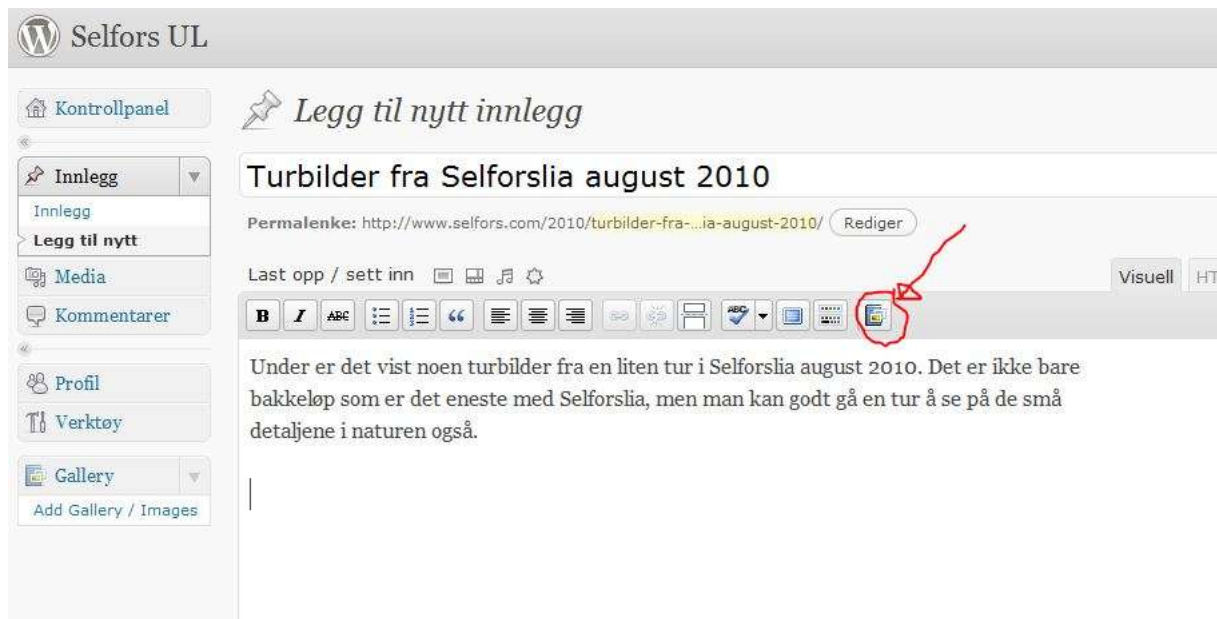 Selfors UL
Kontrollpanel
Innlegg
Innlegg
Legg til nytt
Media
Kommentarer
Profil
Verktøy
Gallery
Add Gallery / Images
Legg til nytt innlegg
Turbilder fra Selforslia august 2010
Permalenke: http://www.selfors.com/2010/turbilder-fra-...ia-august-2010/ Rediger
Last opp / sett inn
Visuell HT
B I ABC ABC
Under er det vist noen turbilder fra en liten tur i Selforslia august 2010. Det er ikke bare
bakkeløp som er det eneste med Selforslia, men man kan godt gå en tur å se på de små
detaljene i naturen også.